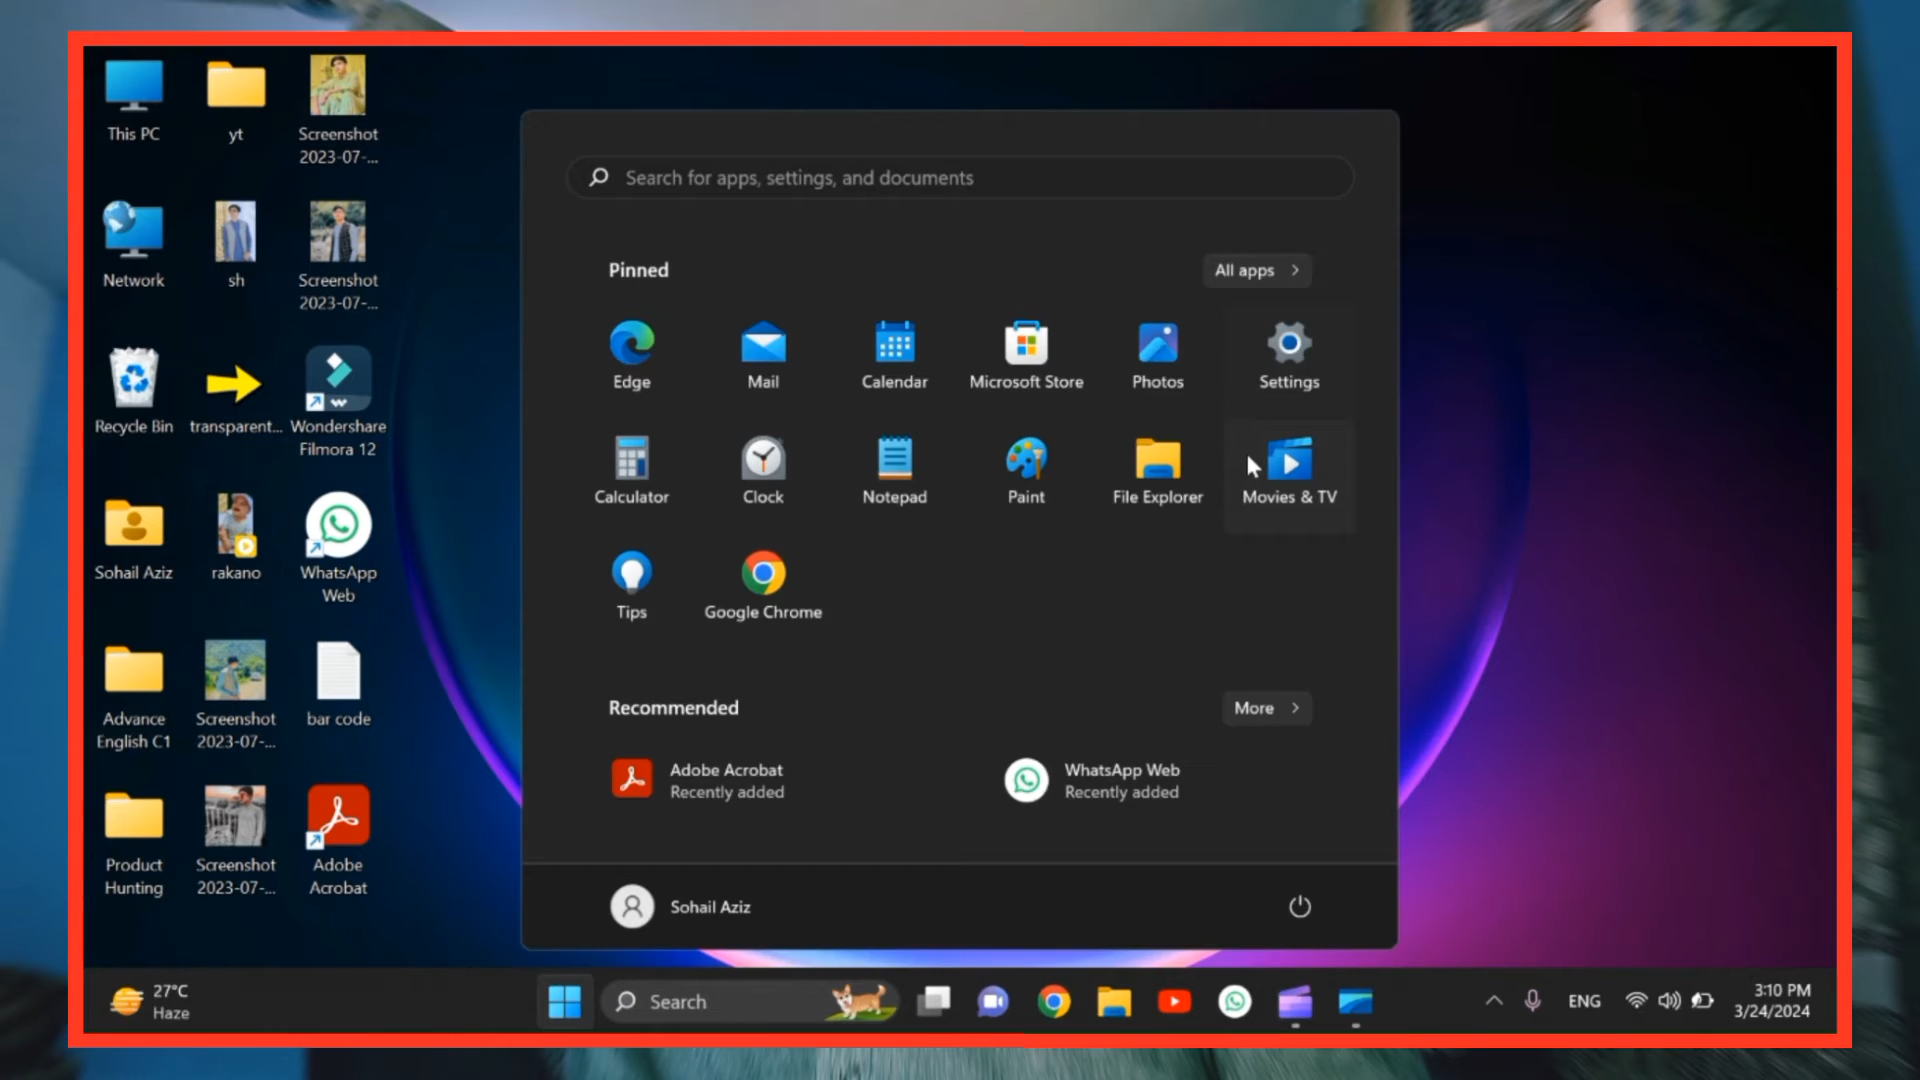 This PC
yt
Screenshot
2023-07-...
Network
sh
Screenshot
2023-07-...
Recycle Bin
transparent...
Wondershare
Filmora 12
Sohail Aziz
rakano
WhatsApp
Web
Advance
English C1
Screenshot
2023-07-...
bar code
Product
Hunting
Screenshot
2023-07-...
Adobe
Acrobat
Search for apps, settings, and documents
Pinned
All apps
Edge
Mail
Calendar
Microsoft Store
Photos
Settings
Calculator
Clock
Notepad
Paint
File Explorer
Movies & TV
Tips
Google Chrome
Recommended
More
Adobe Acrobat
Recently added
WhatsApp Web
Recently added
Sohail Aziz
27°C
Haze
Search
ENG
3:10 PM
3/24/2024